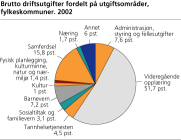 Brutto driftsutgifter fordelt på utgiftsområder,
fylkeskommuner. 2002
Annet
6 pst.
Administrasjon,
styring og fellesutgifter
7,6 pst.
Næring
1,7 pst.
Samferdsel
15,8 pst.
Fysisk planlegging,
kulturminne,
natur og nær-
miljø 1,4 pst.
Kultur
1 pst.
Barnevern
7,2 pst.
Sosialtiltak og
familievern 3,1 pst.
Tannhelsetjenesten
4,5 pst.
Videregående
opplæring
51,7 pst.